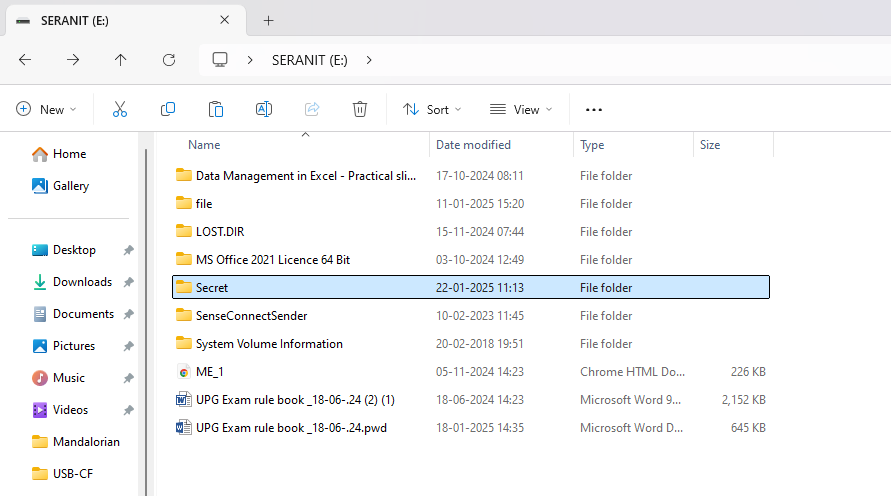 SERANIT (E:)
SERANIT (E:)
New Sort View
Name Date modified Type Size
Home
Gallery
Desktop
Downloads
Documents
Pictures
Music
Videos
Mandalorian
USB-CF
Data Management in Excel - Practical sli... 17-10-2024 08:11 File folder
file 11-01-2025 15:20 File folder
LOST.DIR 15-11-2024 07:44 File folder
MS Office 2021 Licence 64 Bit 03-10-2024 12:49 File folder
Secret 22-01-2025 11:13 File folder
SenseConnectSender 10-02-2023 11:45 File folder
System Volume Information 20-02-2018 19:51 File folder
ME_1 05-11-2024 14:23 Chrome HTML Do... 226 KB
UPG Exam rule book _18-06-.24 (2) (1) 18-06-2024 14:23 Microsoft Word 9... 2,152 KB
UPG Exam rule book _18-06-.24.pwd 18-01-2025 14:35 Microsoft Word D... 645 KB